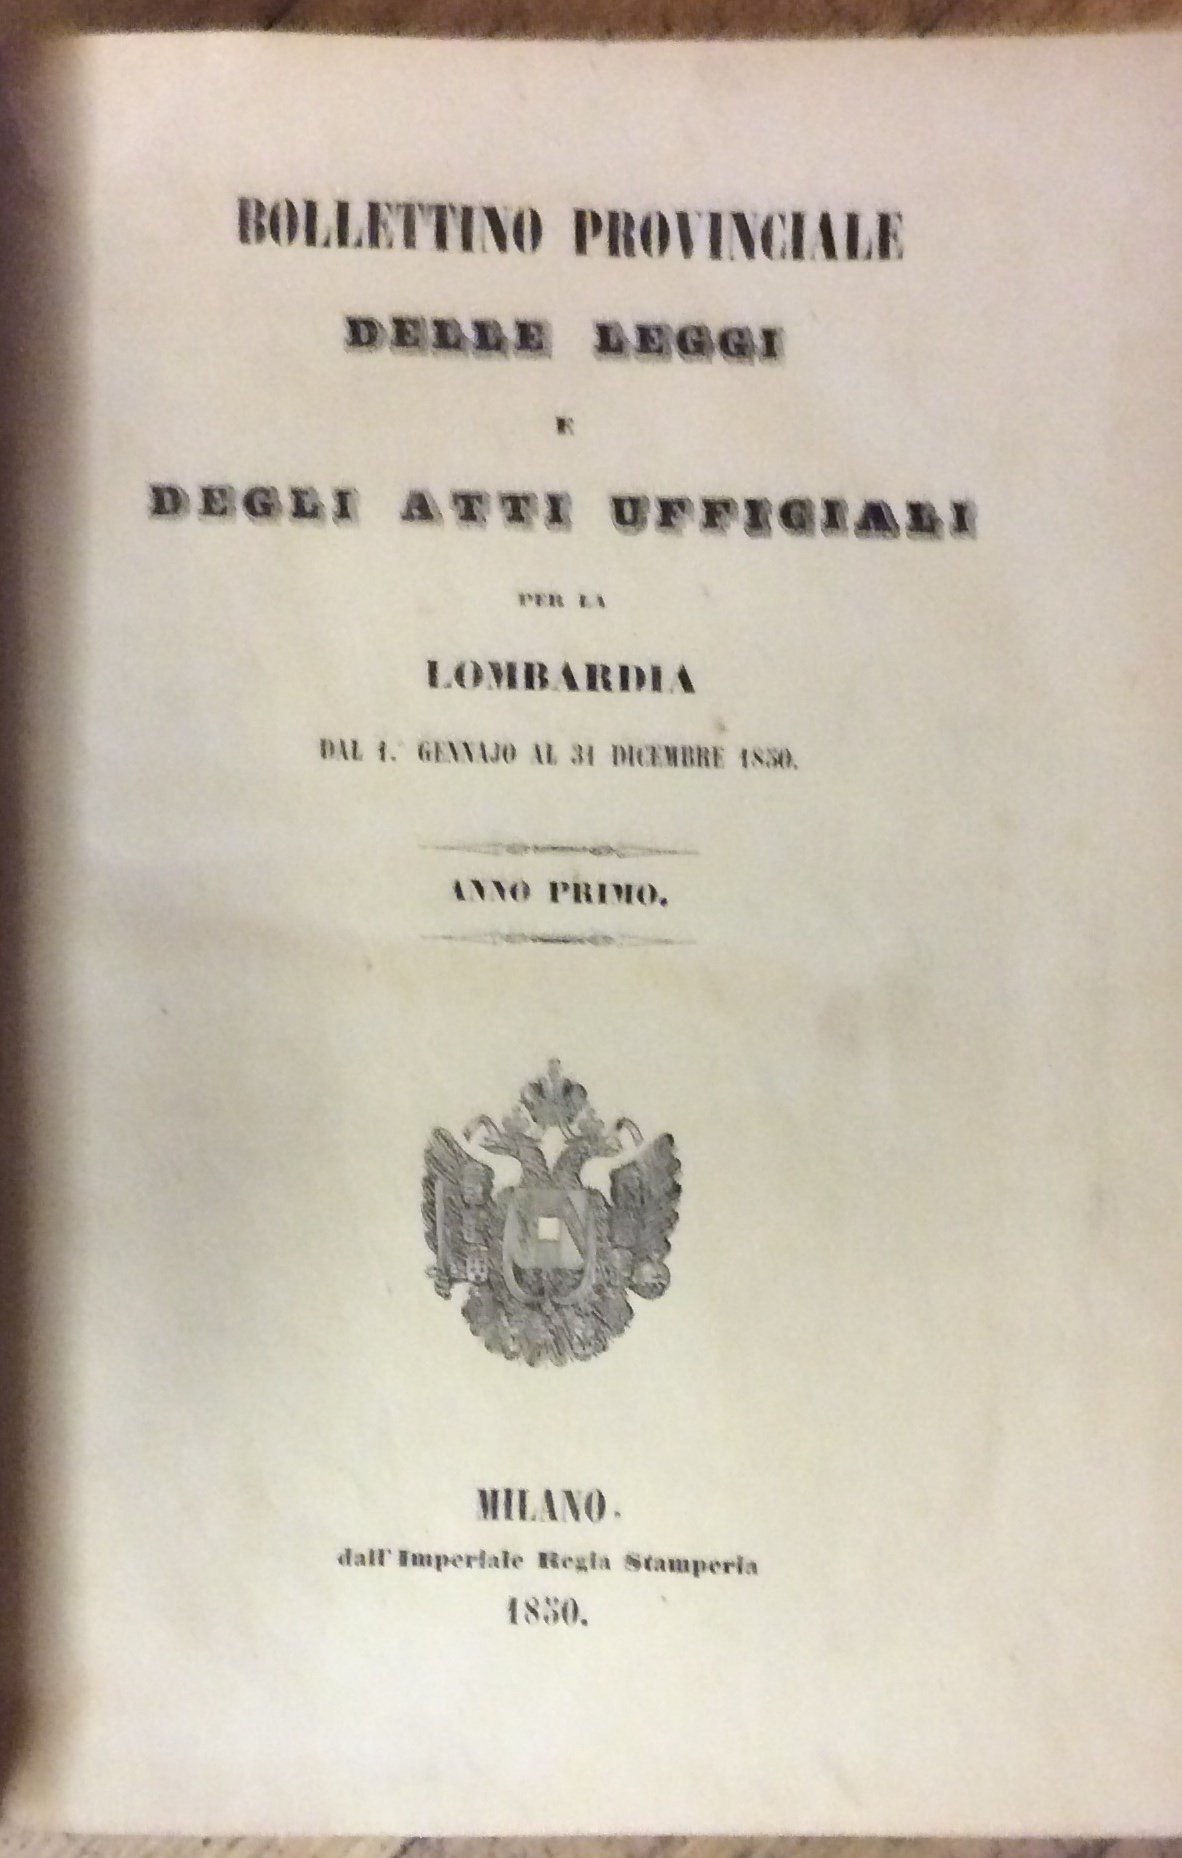 BOLLETTINO PROVINCIALE
DELLE LEGGI
E
DEGLI ATTI UFFICIALI
PER LA
LOMBARDIA
DAL 1.° GENNAJO AL 31 DICEMBRE 1850.
ANNO PRIMO.
MILANO.
dall'Imperiale Regia Stamperia
1850.